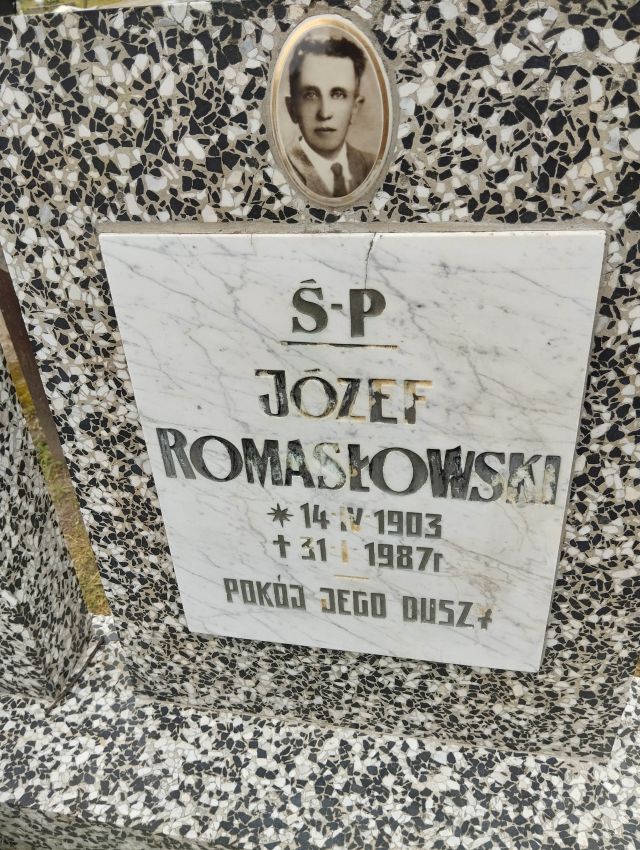 Ś-P
JÓZEF
ROMASŁOWSKI
* 14 IV 1903
† 31 I 1987r
POKÓJ JEGO DUSZY